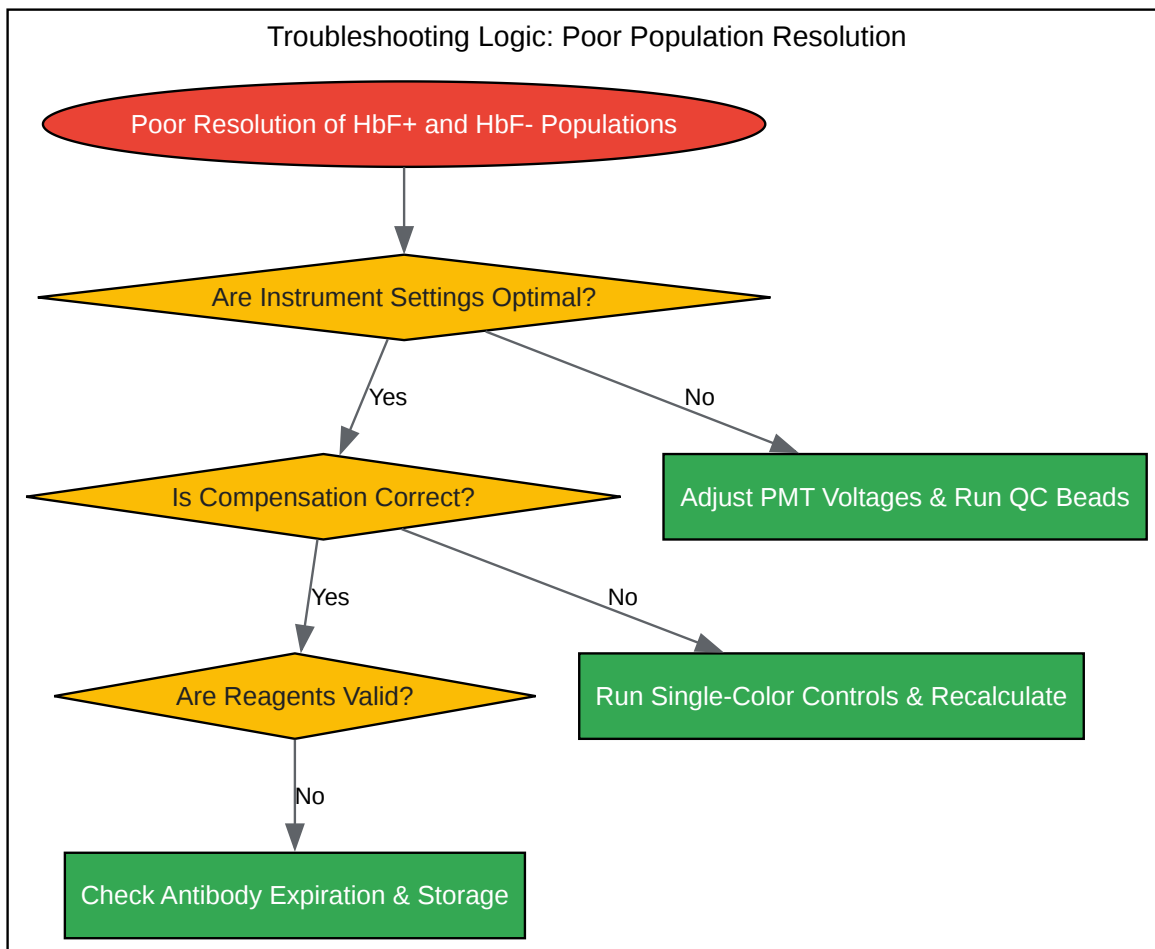 Troubleshooting Logic: Poor Population Resolution
Poor Resolution of HbF+ and HbF- Populations
Are Instrument Settings Optimal?
Yes
No
Is Compensation Correct?
Adjust PMT Voltages & Run QC Beads
Yes
No
Are Reagents Valid?
Run Single-Color Controls & Recalculate
No
Check Antibody Expiration & Storage